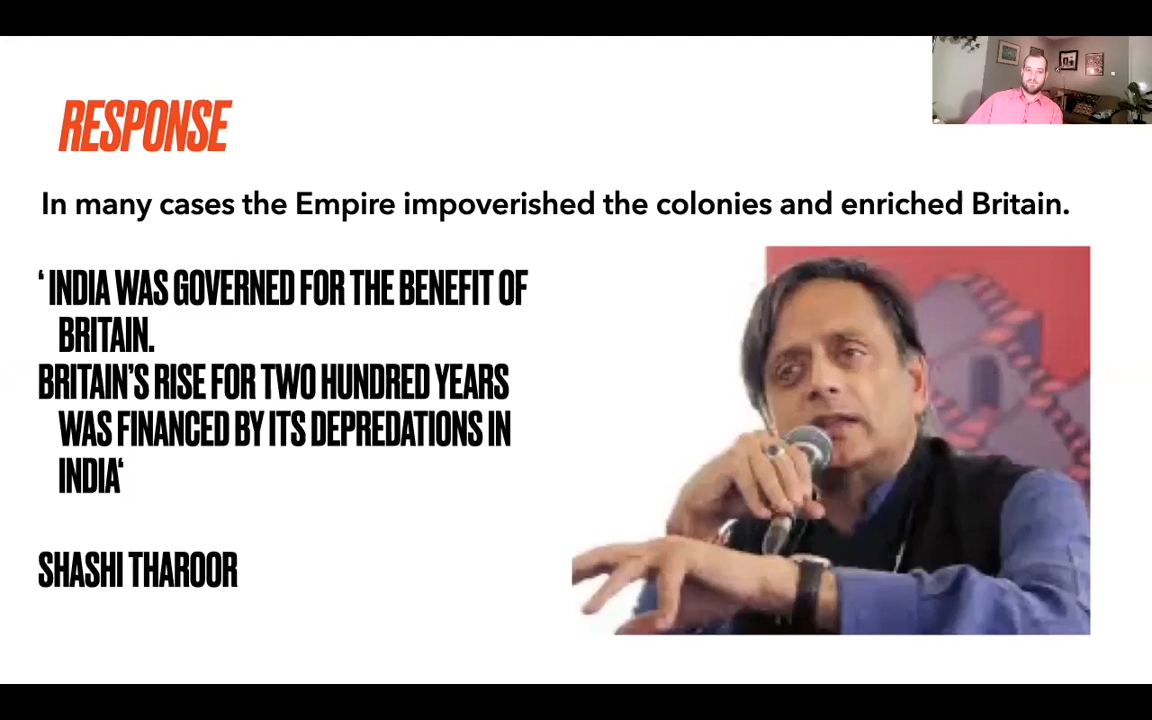 RESPONSE
In many cases the Empire impoverished the colonies and enriched Britain.
‘ INDIA WAS GOVERNED FOR THE BENEFIT OF
BRITAIN.
BRITAIN’S RISE FOR TWO HUNDRED YEARS
WAS FINANCED BY ITS DEPREDATIONS IN
INDIA‘
SHASHI THAROOR